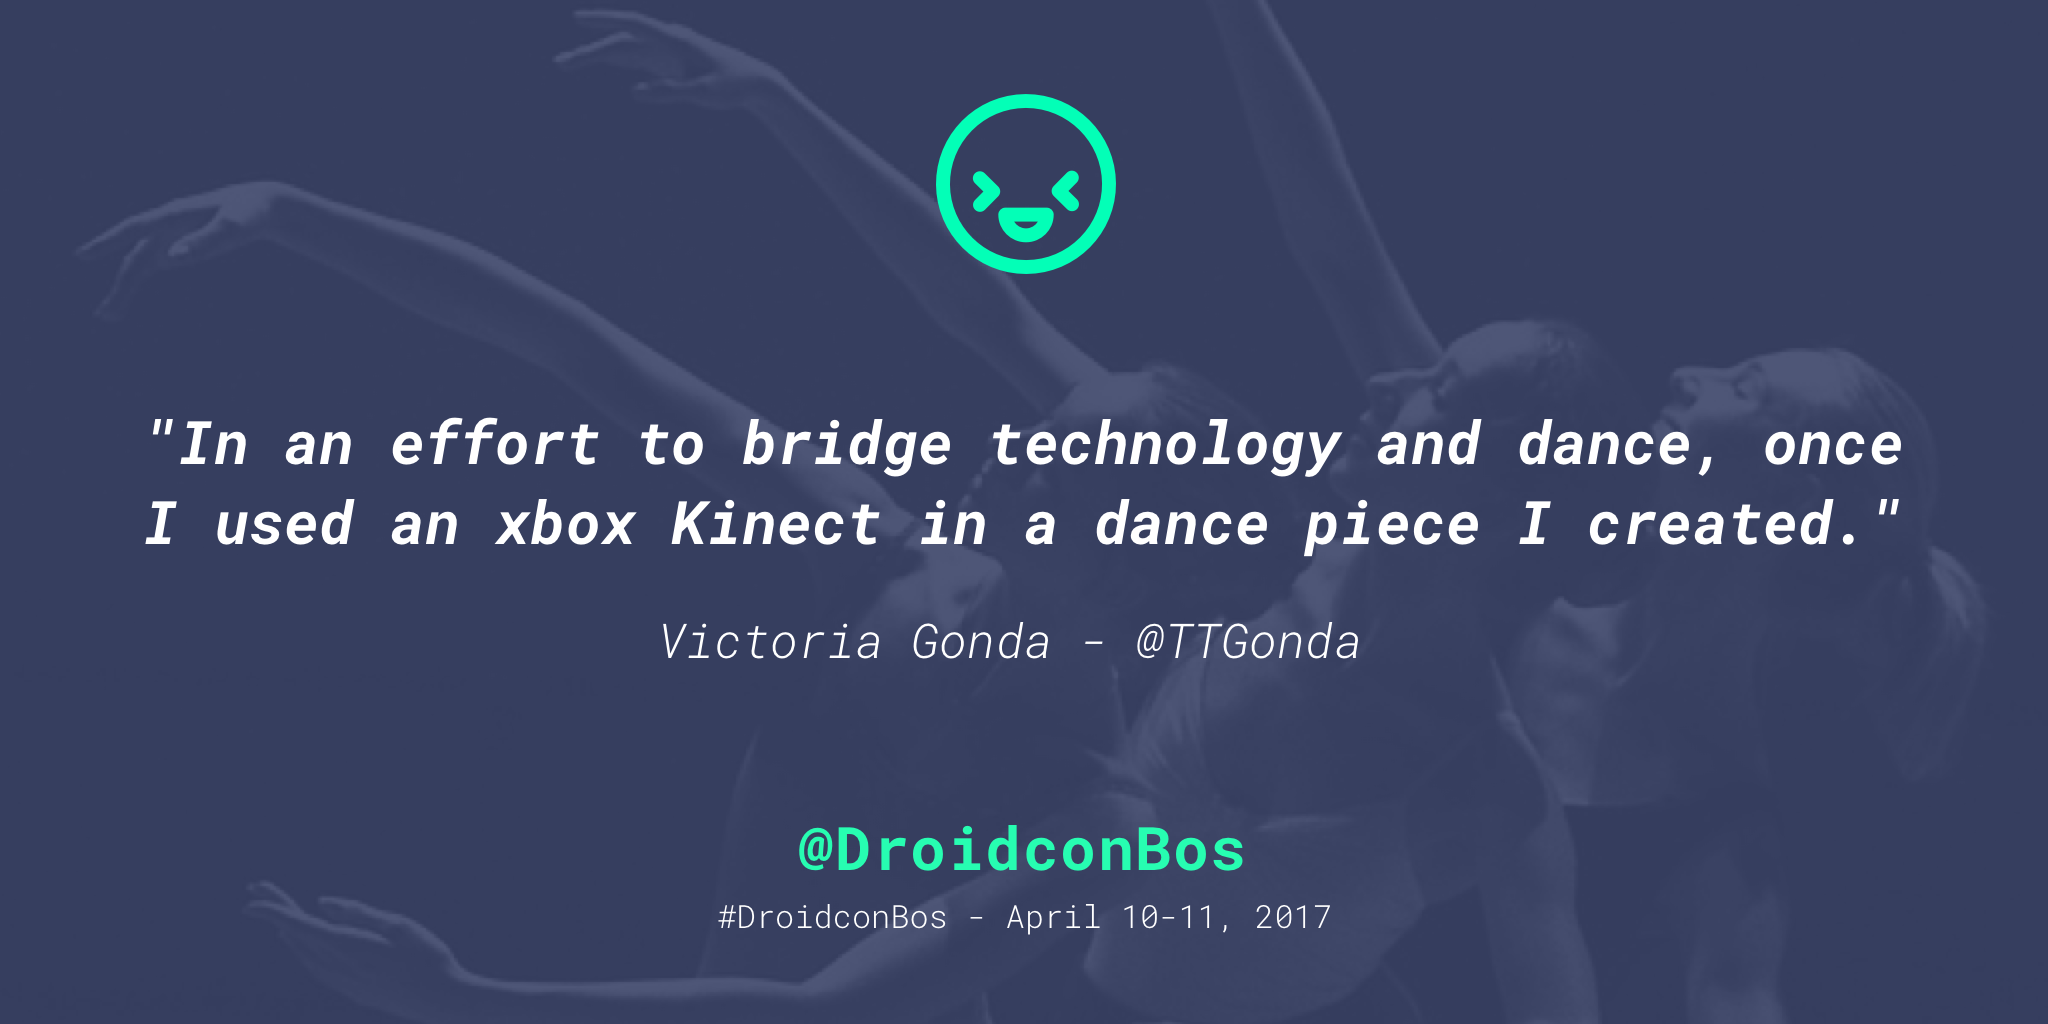 "In an effort to bridge technology and dance, once
I used an xbox Kinect in a dance piece I created."
Victoria Gonda - @TTGonda
@DroidconBos
#DroidconBos - April 10-11, 2017